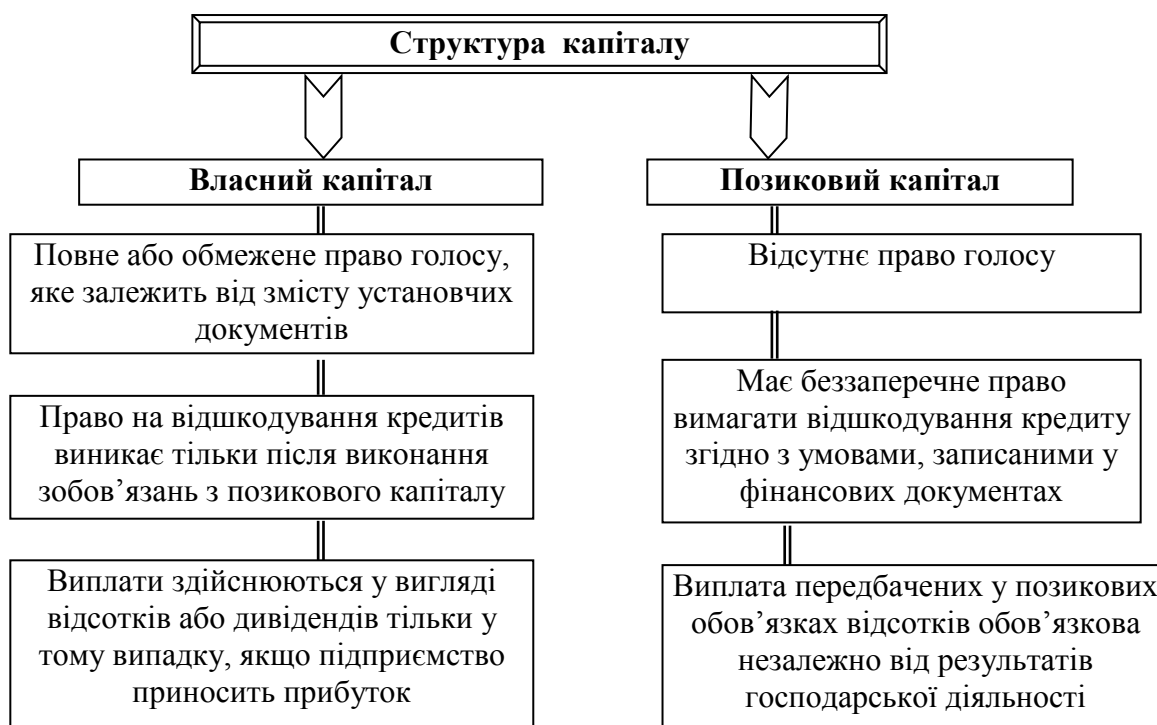 Структура капіталу
Власний капітал
Повне або обмежене право голосу,
яке залежить від змісту установчих
документів
Право на відшкодування кредитів
виникає тільки після виконання
зобов’язань з позикового капіталу
Виплати здійснюються у вигляді
відсотків або дивідендів тільки у
тому випадку, якщо підприємство
приносить прибуток
Позиковий капітал
Відсутнє право голосу
Має беззаперечне право
вимагати відшкодування кредиту
згідно з умовами, записаними у
фінансових документах
Виплата передбачених у позикових
обов’язках відсотків обов’язкова
незалежно від результатів
господарської діяльності